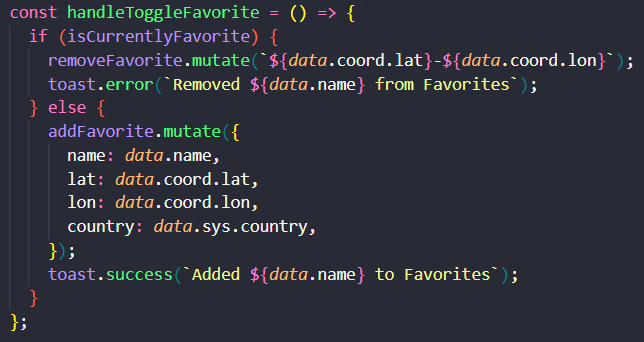 const handleToggleFavorite = () => {
  if (isCurrentlyFavorite) {
    removeFavorite.mutate(`${data.coord.lat}-${data.coord.lon}`);
    toast.error(`Removed ${data.name} from Favorites`);
  } else {
    addFavorite.mutate({
      name: data.name,
      lat: data.coord.lat,
      lon: data.coord.lon,
      country: data.sys.country,
    });
    toast.success(`Added ${data.name} to Favorites`);
  }
};